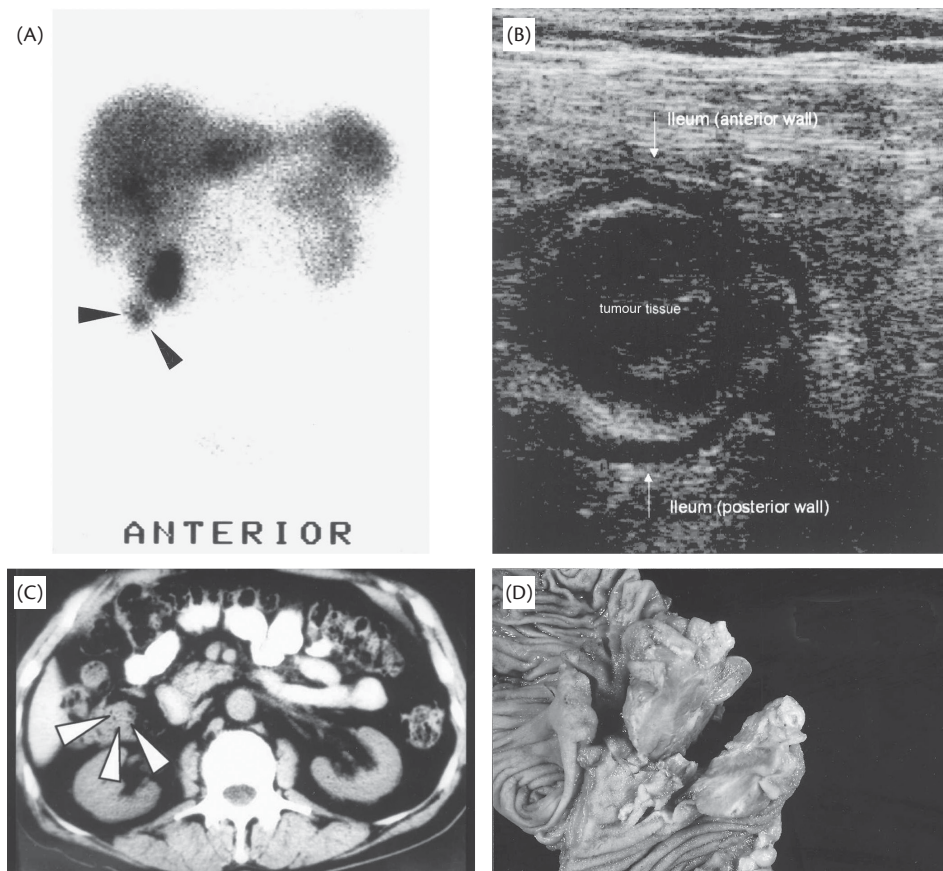 (A)
ANTERIOR
(B)
Ileum (anterior wall)
tumour tissue
Ileum (posterior wall)
(C)
(D)